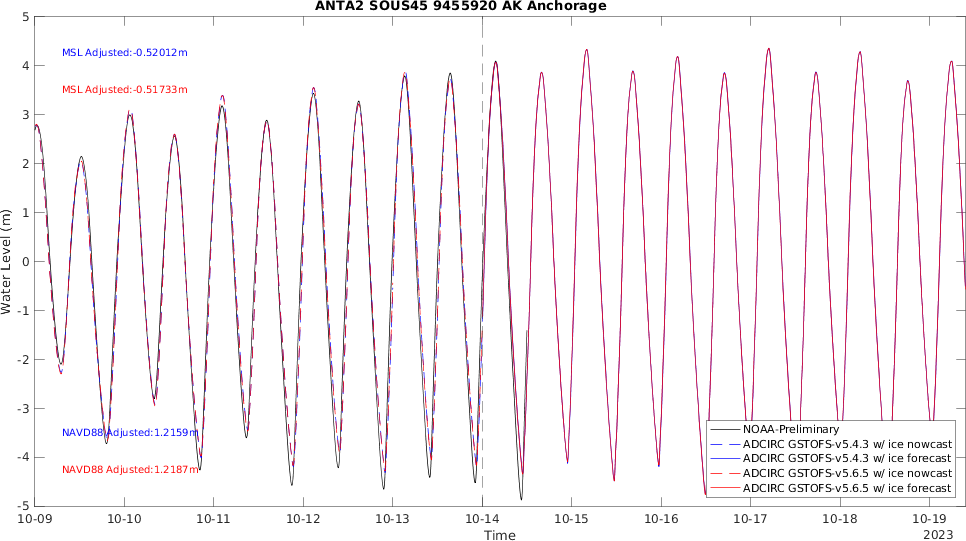 ANTA2 SOUS45 9455920 AK Anchorage
MSL Adjusted:-0.52012m
MSL Adjusted:-0.51733m
NAVD88 Adjusted:1.2159m
NAVD88 Adjusted:1.2187m
Water Level (m)
5
4
3
2
1
0
-1
-2
-3
-4
-5
NOAA-Preliminary
ADCIRC GSTOFS-v5.4.3 w/ ice nowcast
ADCIRC GSTOFS-v5.4.3 w/ ice forecast
ADCIRC GSTOFS-v5.6.5 w/ ice nowcast
ADCIRC GSTOFS-v5.6.5 w/ ice forecast
10-09 10-10 10-11 10-12 10-13 10-14 10-15 10-16 10-17 10-18 10-19
Time
2023